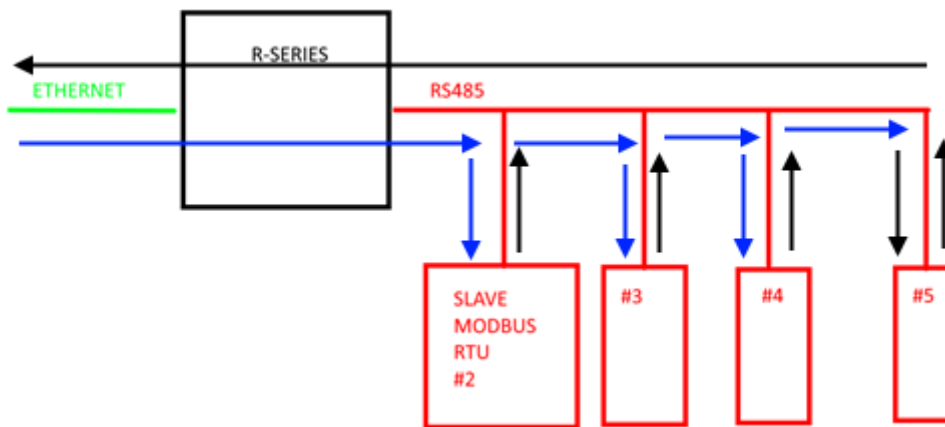 R-SERIES
ETHERNET
RS485
SLAVE
MODBUS
RTU
#2
#3
#4
#5